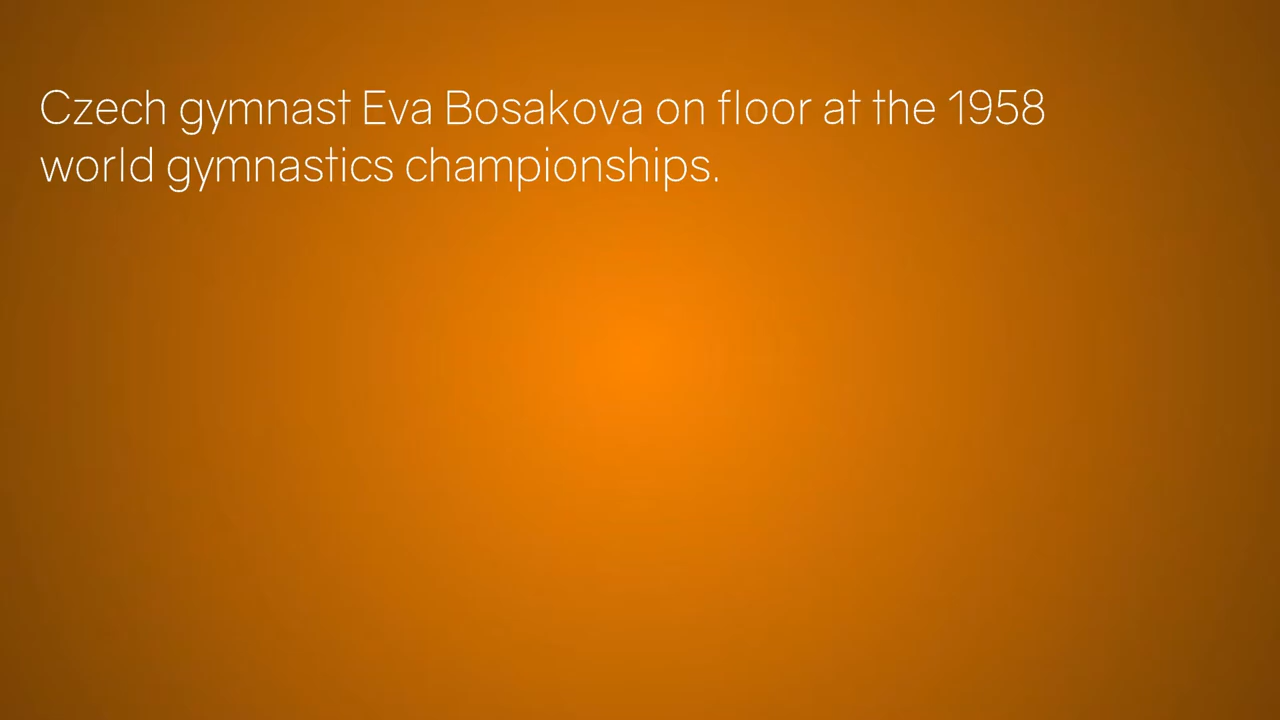 Czech gymnast Eva Bosakova on floor at the 1958
world gymnastics championships.